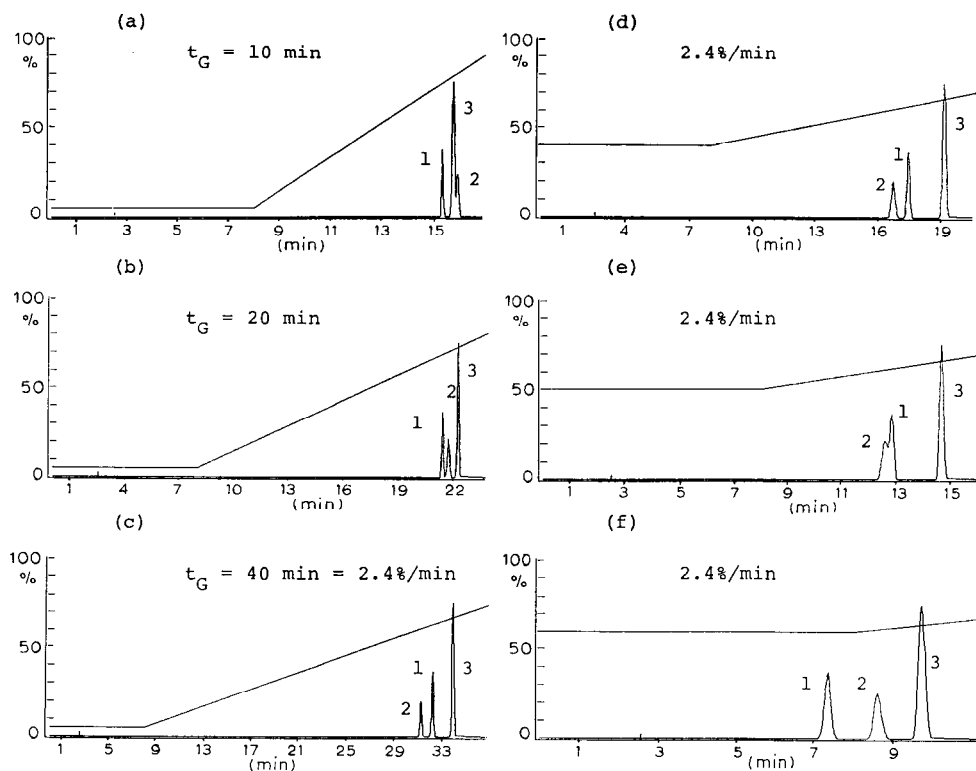 (a)
t_G = 10 min
100
%
50
0
1
2
3
1 3 5 7 9 11 13 15
(min)
(b)
t_G = 20 min
100
%
50
0
1
2
3
1 4 7 10 13 16 19 22
(min)
(c)
t_G = 40 min = 2.4%/min
100
%
50
0
1
2
3
1 5 9 13 17 21 25 29 33
(min)
(d)
2.4%/min
100
%
50
0
1
2
3
1 4 7 10 13 16 19
(min)
(e)
2.4%/min
100
%
50
0
1
2
3
1 3 5 7 9 11 13 15
(min)
(f)
2.4%/min
100
%
50
0
1
2
3
1 3 5 7 9
(min)